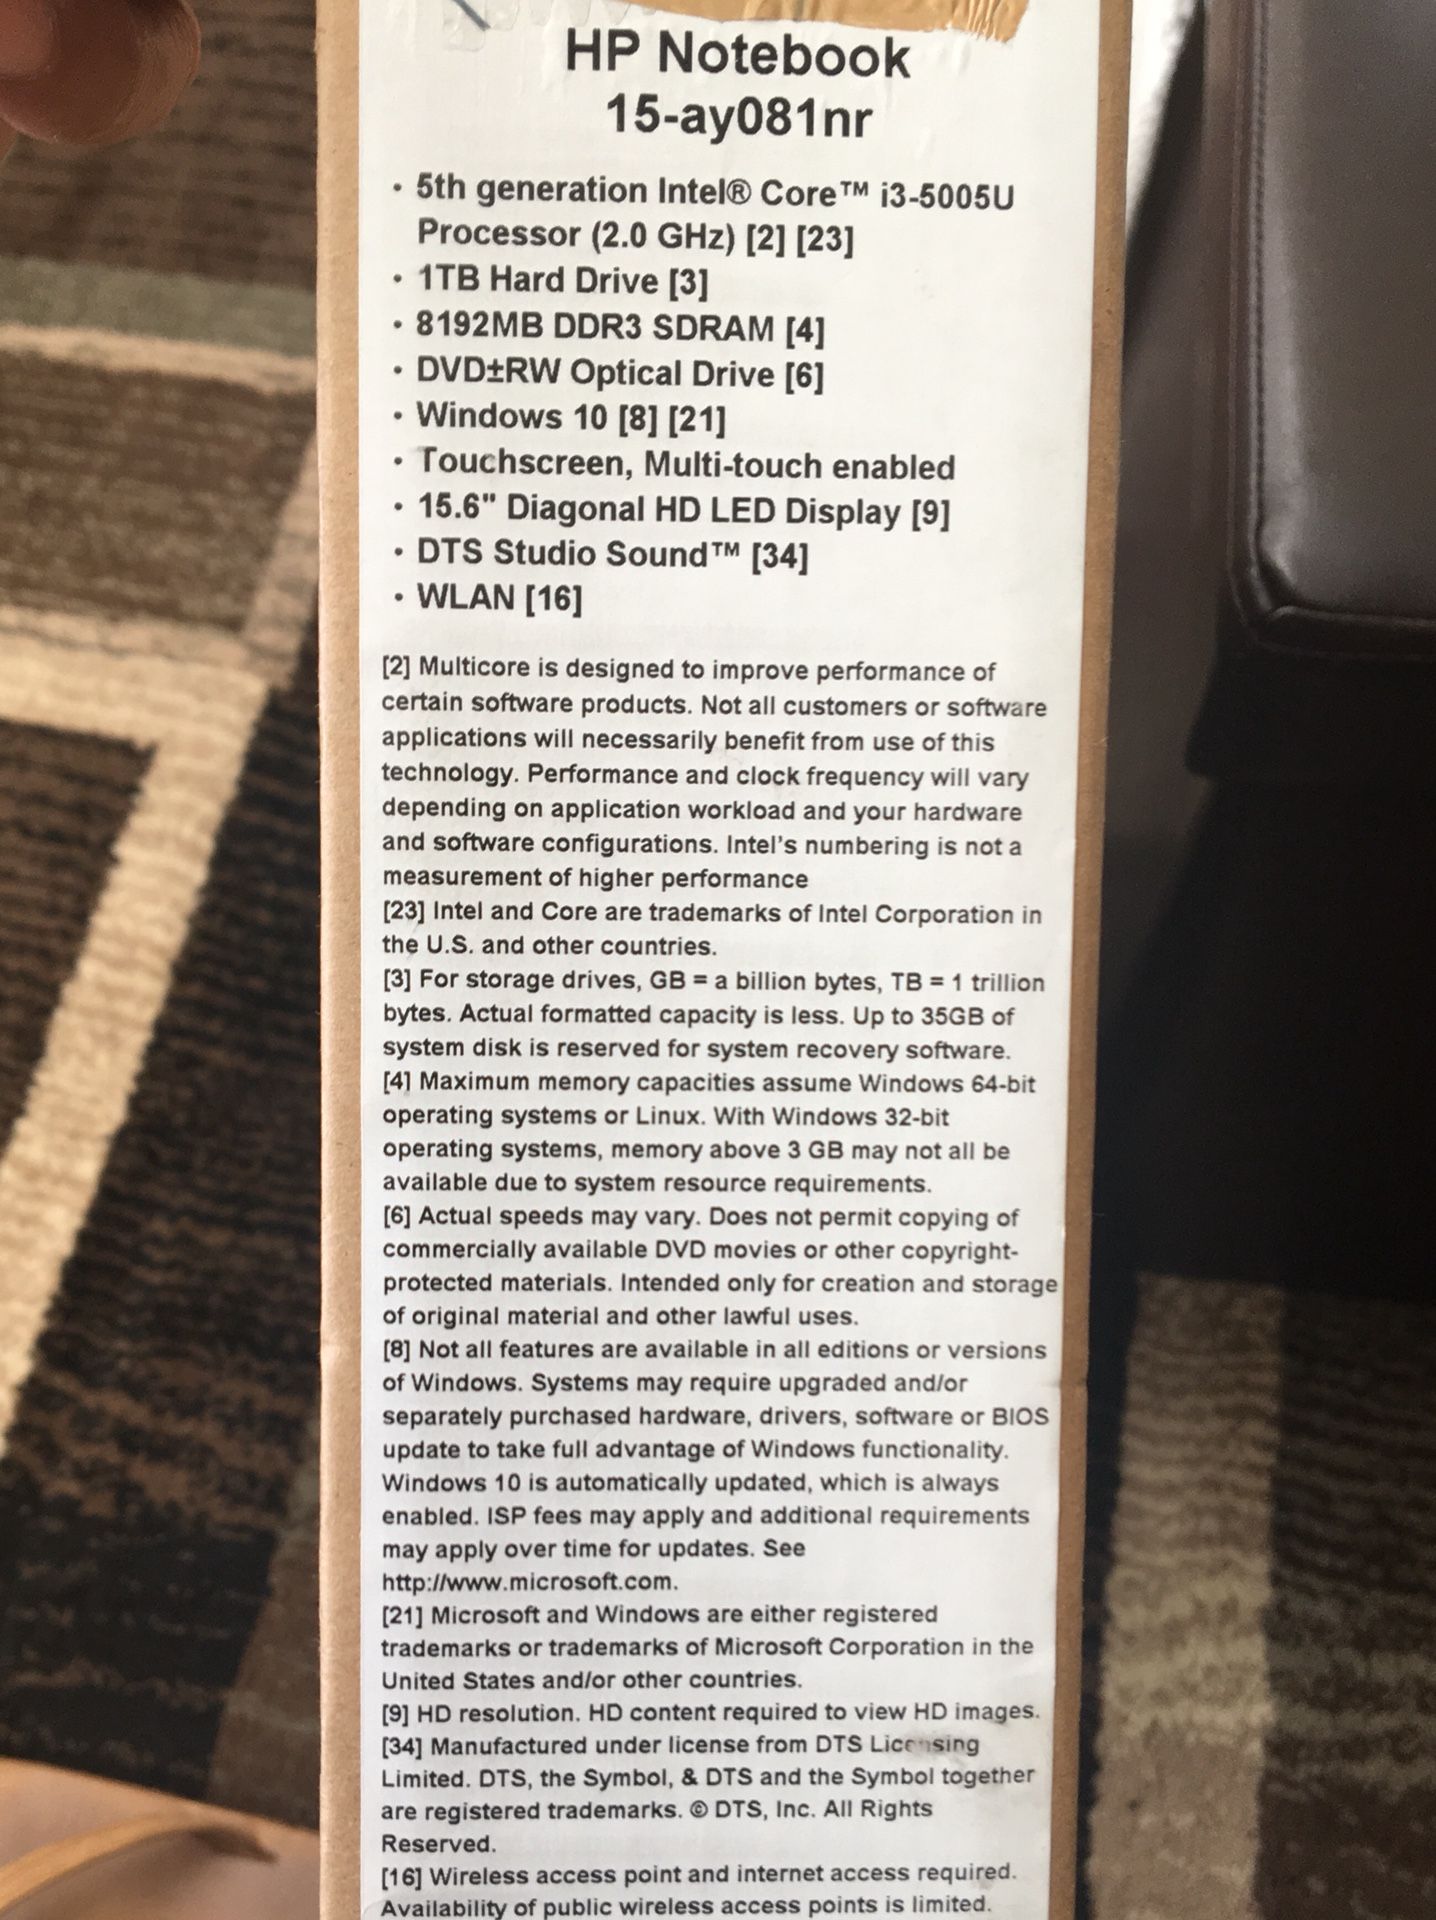 HP Notebook
15-ay081nr
• 5th generation Intel® Core™ i3-5005U
Processor (2.0 GHz) [2] [23]
• 1TB Hard Drive [3]
• 8192MB DDR3 SDRAM [4]
• DVD±RW Optical Drive [6]
• Windows 10 [8] [21]
• Touchscreen, Multi-touch enabled
• 15.6" Diagonal HD LED Display [9]
• DTS Studio Sound™ [34]
• WLAN [16]
[2] Multicore is designed to improve performance of
certain software products. Not all customers or software
applications will necessarily benefit from use of this
technology. Performance and clock frequency will vary
depending on application workload and your hardware
and software configurations. Intel's numbering is not a
measurement of higher performance
[23] Intel and Core are trademarks of Intel Corporation in
the U.S. and other countries.
[3] For storage drives, GB = a billion bytes, TB = 1 trillion
bytes. Actual formatted capacity is less. Up to 35GB of
system disk is reserved for system recovery software.
[4] Maximum memory capacities assume Windows 64-bit
operating systems or Linux. With Windows 32-bit
operating systems, memory above 3 GB may not all be
available due to system resource requirements.
[6] Actual speeds may vary. Does not permit copying of
commercially available DVD movies or other copyright-
protected materials. Intended only for creation and storage
of original material and other lawful uses.
[8] Not all features are available in all editions or versions
of Windows. Systems may require upgraded and/or
separately purchased hardware, drivers, software or BIOS
update to take full advantage of Windows functionality.
Windows 10 is automatically updated, which is always
enabled. ISP fees may apply and additional requirements
may apply over time for updates. See
http://www.microsoft.com.
[21] Microsoft and Windows are either registered
trademarks or trademarks of Microsoft Corporation in the
United States and/or other countries.
[9] HD resolution. HD content required to view HD images.
[34] Manufactured under license from DTS Licensing
Limited. DTS, the Symbol, & DTS and the Symbol together
are registered trademarks. © DTS, Inc. All Rights
Reserved.
[16] Wireless access point and internet access required.
Availability of public wireless access points is limited.